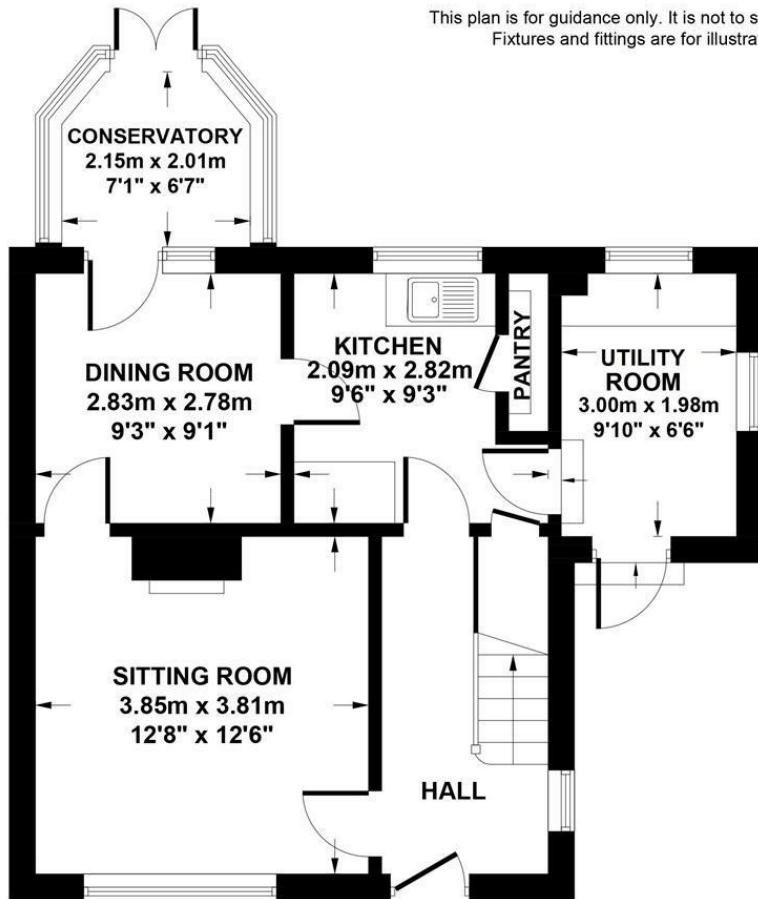 This plan is for guidance only. It is not to s
Fixtures and fittings are for illustra
CONSERVATORY
2.15m x 2.01m
7'1" x 6'7"
DINING ROOM
2.83m x 2.78m
9'3" x 9'1"
KITCHEN
2.09m x 2.82m
9'6" x 9'3"
PANTRY
UTILITY
ROOM
3.00m x 1.98m
9'10" x 6'6"
SITTING ROOM
3.85m x 3.81m
12'8" x 12'6"
HALL